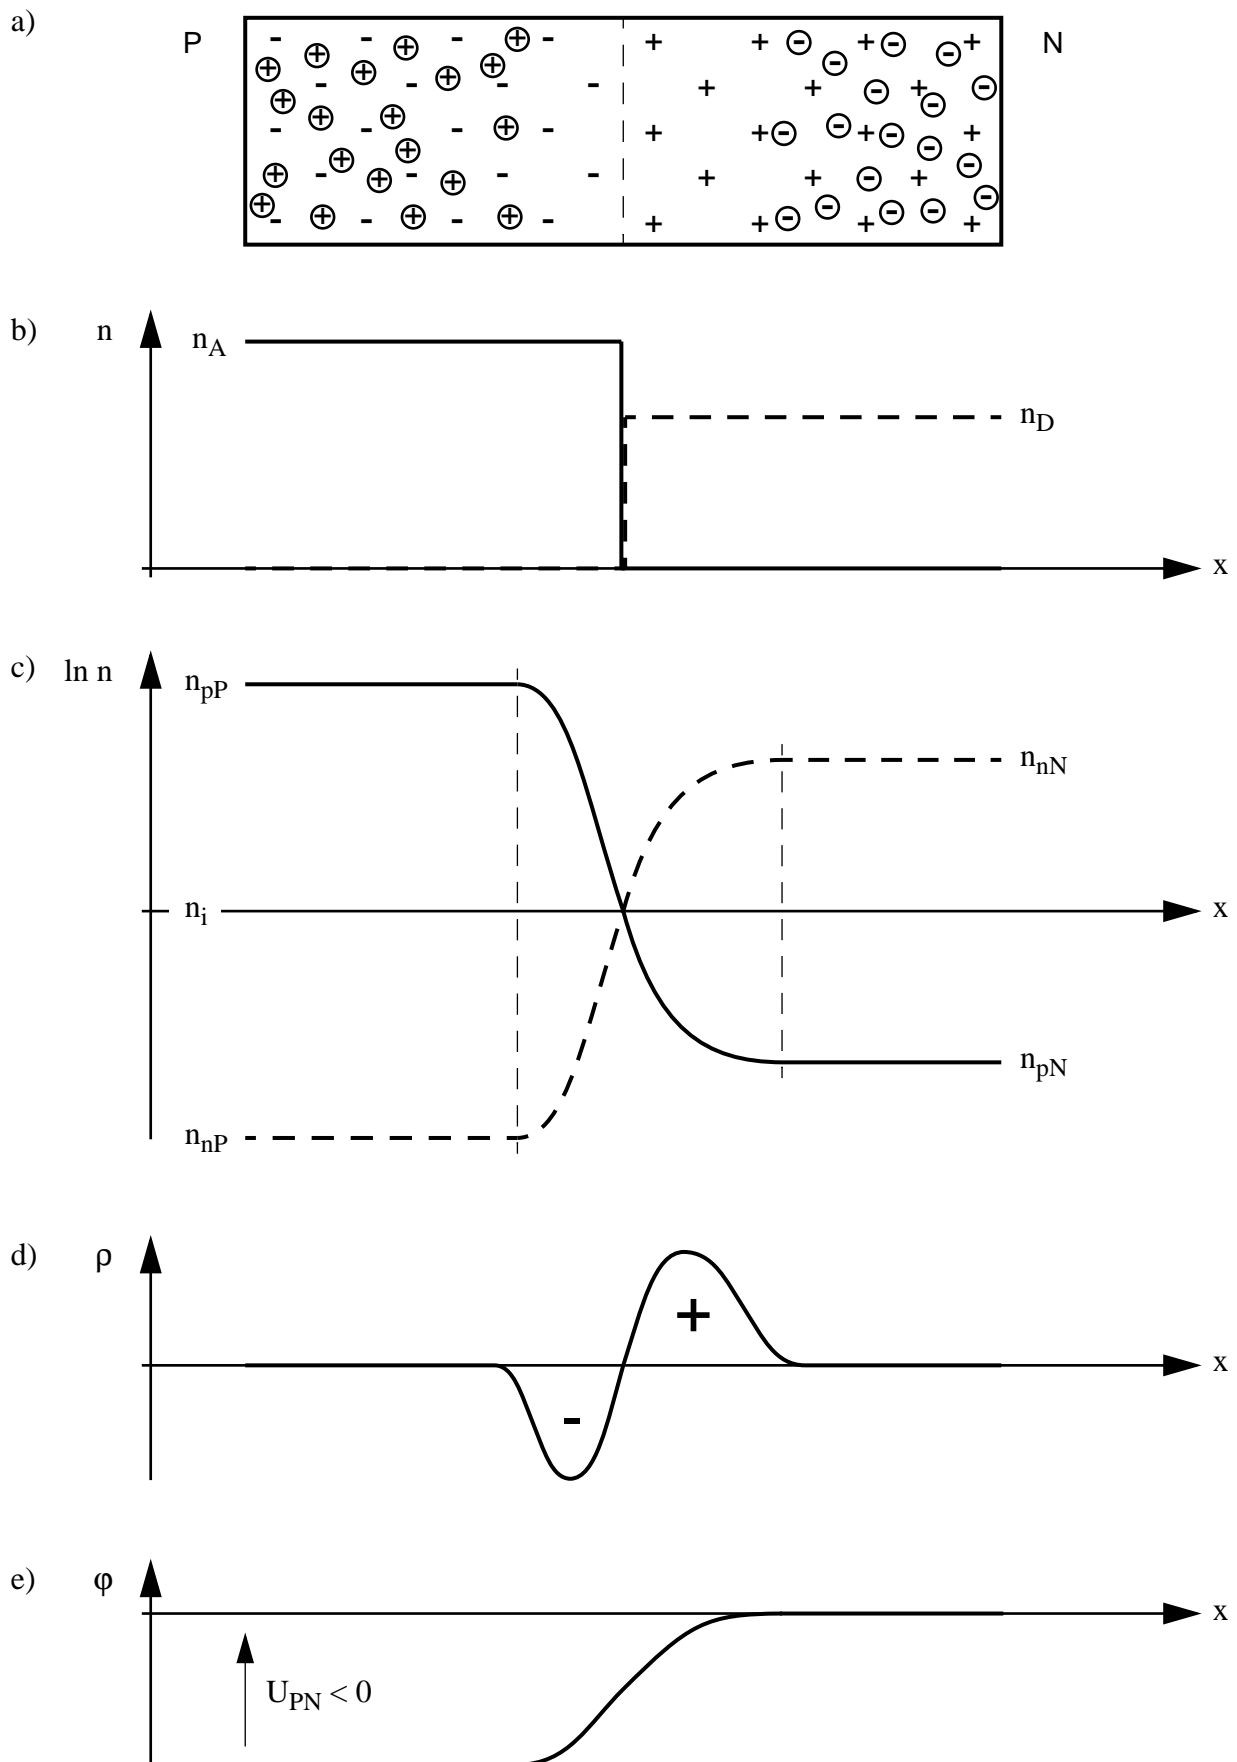 a)
P N
b) n n_A
n_D
x
c) ln n n_pP
n_nN
n_i x
n_pN
n_nP
d) ρ
+
x
-
e) φ
x
U_PN < 0